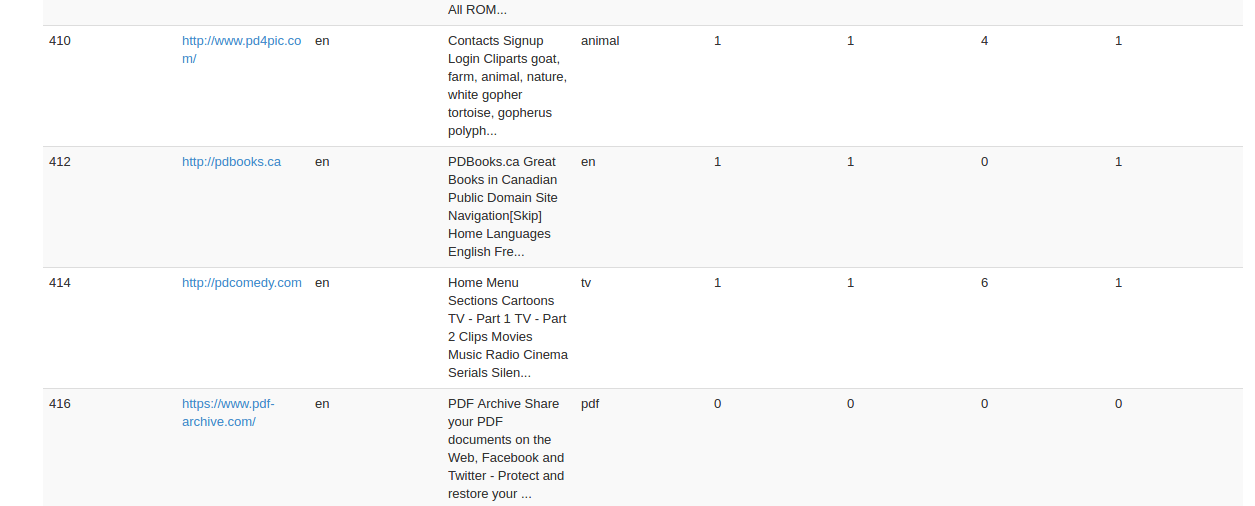 All ROM...
410 http://www.pd4pic.co en Contacts Signup animal 1 1 4 1
m/ Login Cliparts goat,
farm, animal, nature,
white gopher
tortoise, gopherus
polyph...
412 http://pdbooks.ca en PDBooks.ca Great en 1 1 0 1
Books in Canadian
Public Domain Site
Navigation[Skip]
Home Languages
English Fre...
414 http://pdcomedy.com en Home Menu tv 1 1 6 1
Sections Cartoons
TV - Part 1 TV - Part
2 Clips Movies
Music Radio Cinema
Serials Silen...
416 https://www.pdf- en PDF Archive Share pdf 0 0 0 0
archive.com/ your PDF
documents on the
Web, Facebook and
Twitter - Protect and
restore your ...